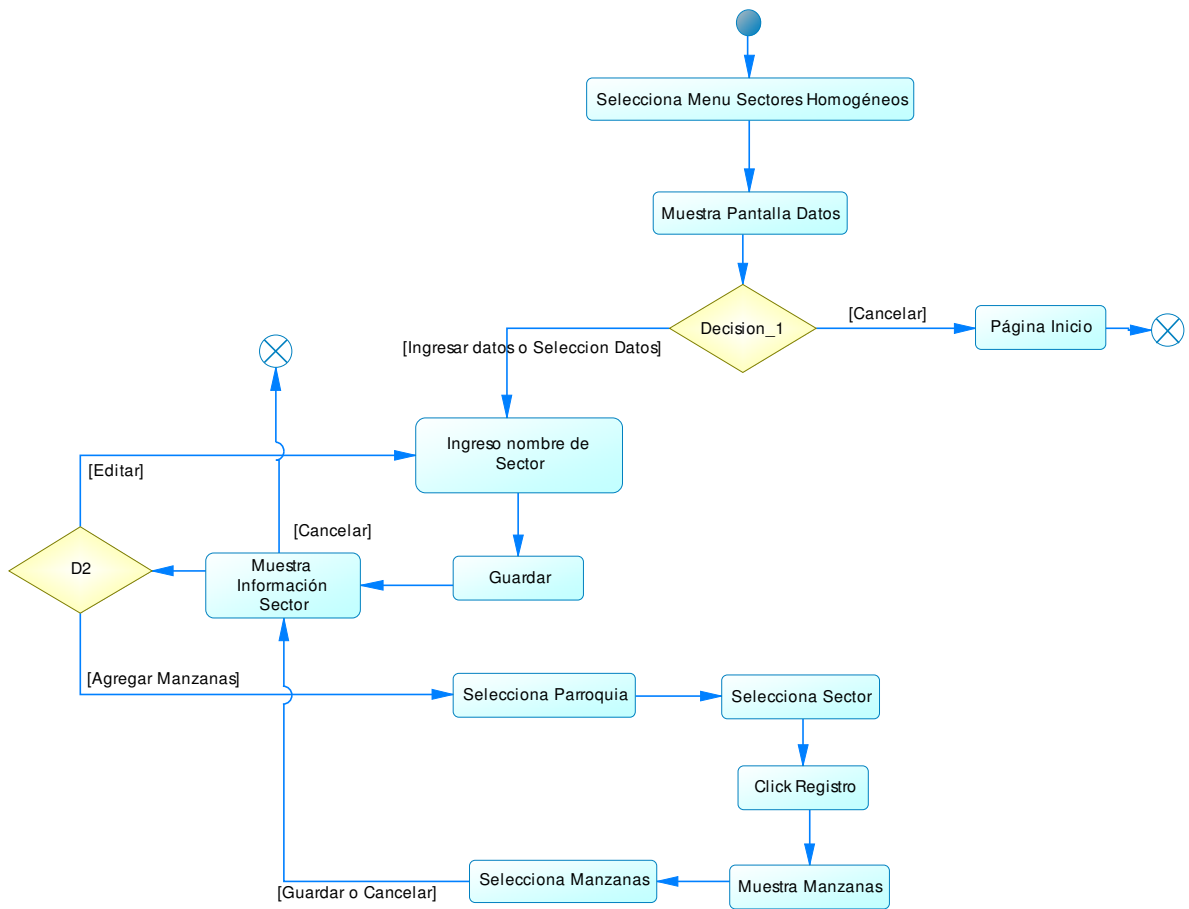 Selecciona Menu Sectores Homogéneos
Muestra Pantalla Datos
Decision_1
[Cancelar]
Página Inicio
[Ingresar datos o Seleccion Datos]
Ingreso nombre de
Sector
[Editar]
[Cancelar]
D2
Muestra
Información
Sector
Guardar
[Agregar Manzanas]
Selecciona Parroquia
Selecciona Sector
Click Registro
Muestra Manzanas
Selecciona Manzanas
[Guardar o Cancelar]